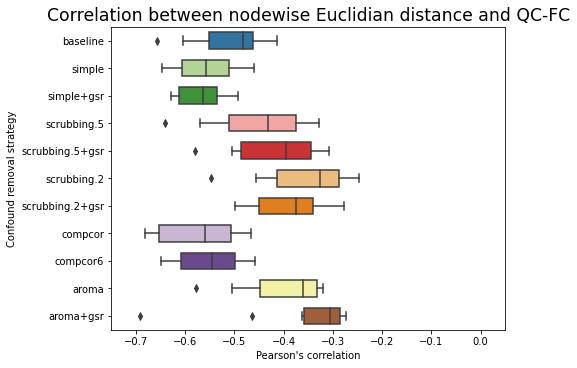 Correlation between nodewise Euclidian distance and QC-FC
Confound removal strategy
baseline
simple
simple+gsr
scrubbing.5
scrubbing.5+gsr
scrubbing.2
scrubbing.2+gsr
compcor
compcor6
aroma
aroma+gsr
−0.7 −0.6 −0.5 −0.4 −0.3 −0.2 −0.1 0.0
Pearson's correlation